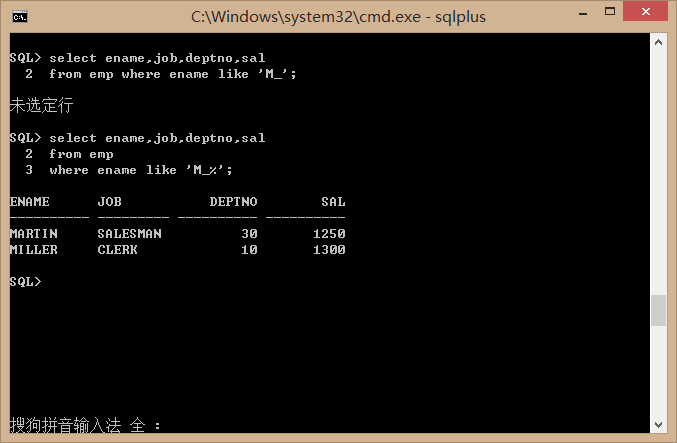 C:\Windows\system32\cmd.exe - sqlplus
SQL> select ename,job,deptno,sal
2 from emp where ename like 'M_';
未选定行
SQL> select ename,job,deptno,sal
2 from emp
3 where ename like 'M_%';
ENAME JOB DEPTNO SAL
---------- --------- ---------- ----------
MARTIN SALESMAN 30 1250
MILLER CLERK 10 1300
SQL>
搜狗拼音输入法 全 :